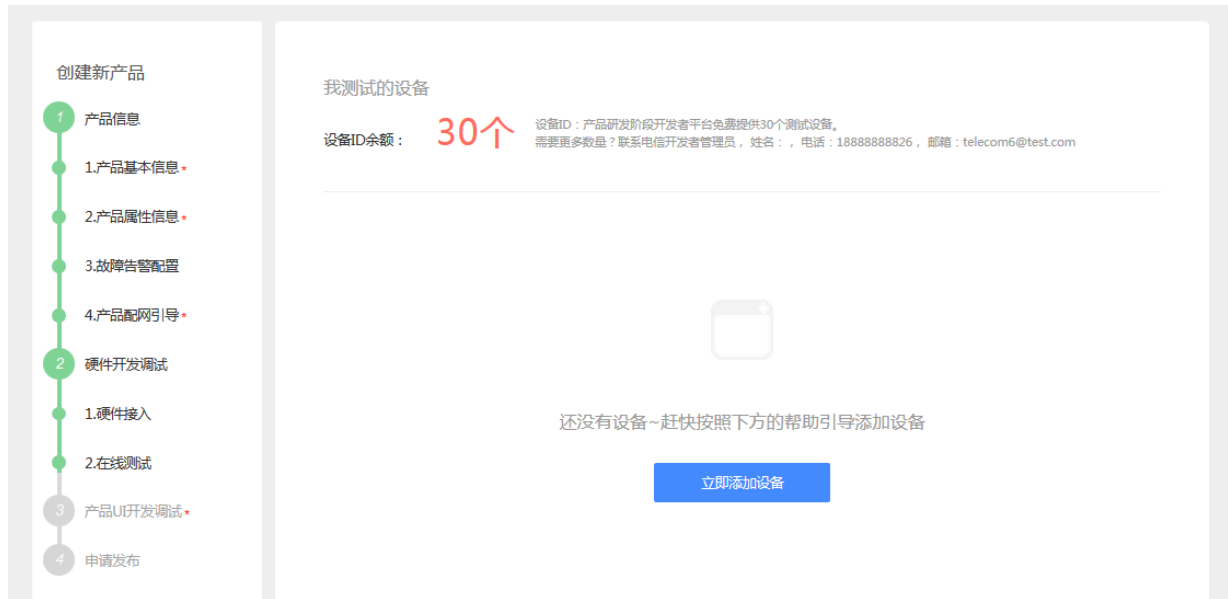 创建新产品
1 产品信息
1.产品基本信息*
2.产品属性信息*
3.故障告警配置
4.产品配网引导*
2 硬件开发调试
1.硬件接入
2.在线测试
3 产品UI开发调试*
4 申请发布
我测试的设备
设备ID余额： 30个
设备ID：产品研发阶段开发者平台免费提供30个测试设备。
需要更多数量？联系电信开发者管理员，姓名：，电话：18888888826，邮箱：telecom6@test.com
还没有设备~赶快按照下方的帮助引导添加设备
立即添加设备